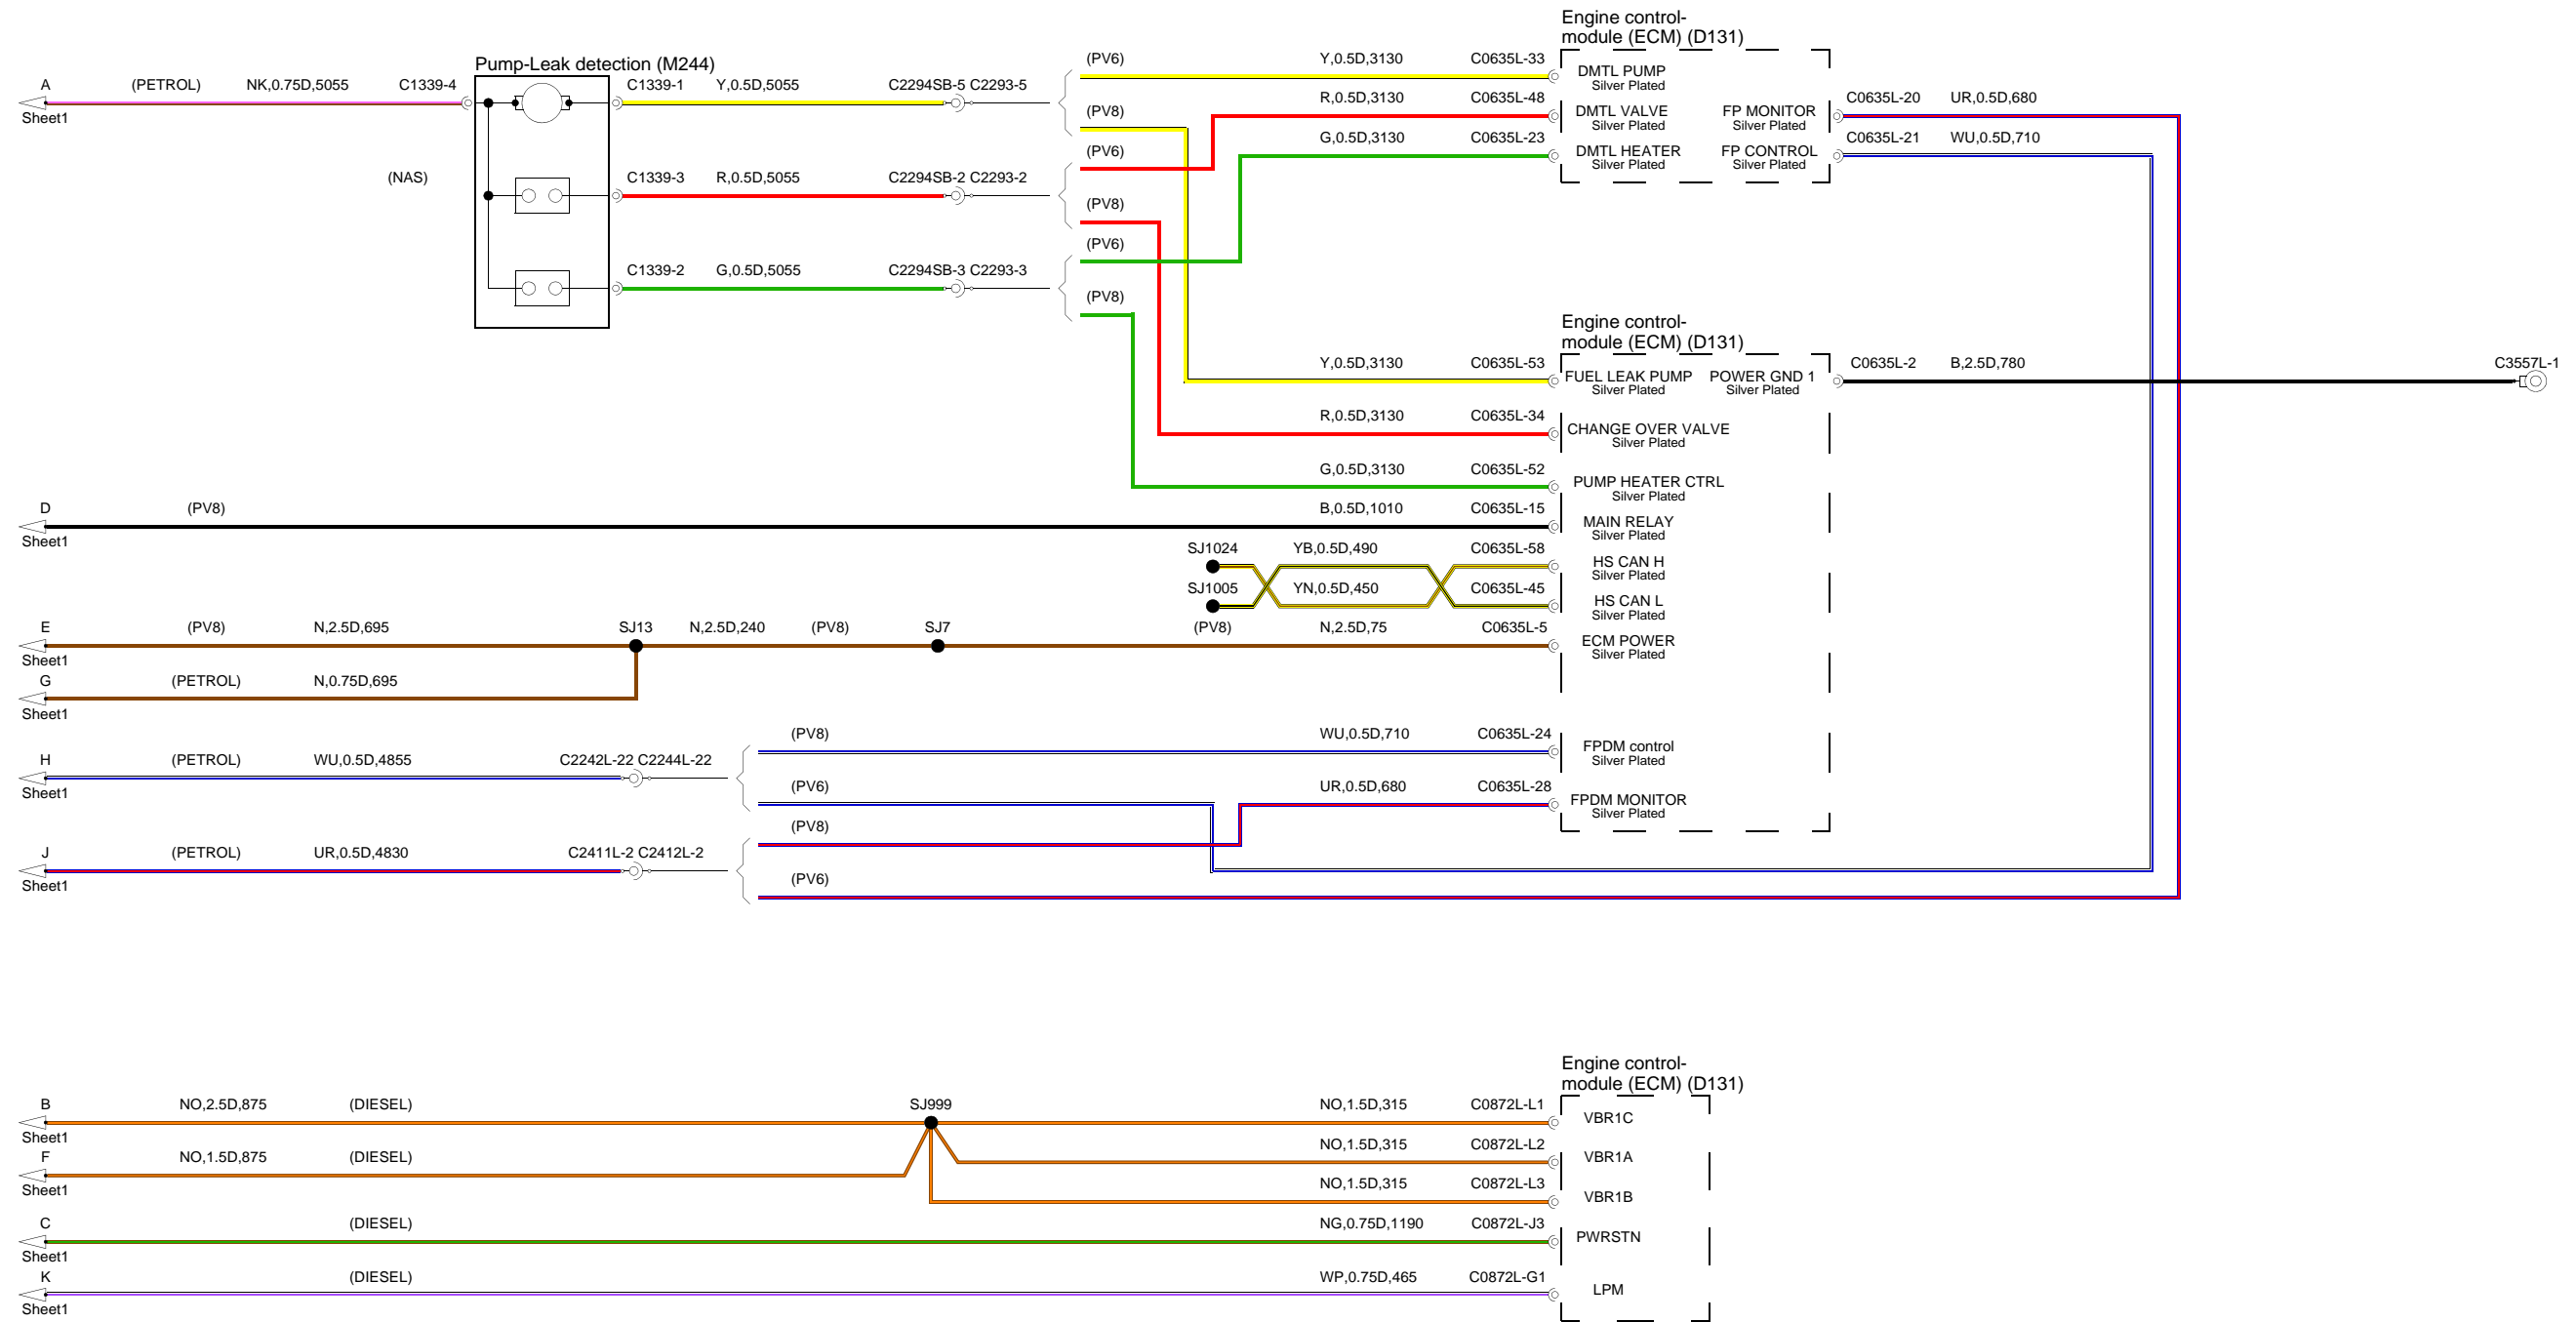 Engine control-
module (ECM) (D131)
Pump-Leak detection (M244)
A
(PETROL)
NK,0.75D,5055
C1339-4
Sheet1
C1339-1
Y,0.5D,5055
C2294SB-5 C2293-5
(PV6)
Y,0.5D,3130
C0635L-33
DMTL PUMP
Silver Plated
(PV8)
R,0.5D,3130
C0635L-48
DMTL VALVE
Silver Plated
FP MONITOR
Silver Plated
C0635L-20
UR,0.5D,680
(PV6)
G,0.5D,3130
C0635L-23
DMTL HEATER
Silver Plated
FP CONTROL
Silver Plated
C0635L-21
WU,0.5D,710
(NAS)
C1339-3
R,0.5D,5055
C2294SB-2 C2293-2
(PV8)
(PV6)
C1339-2
G,0.5D,5055
C2294SB-3 C2293-3
(PV8)
Engine control-
module (ECM) (D131)
Y,0.5D,3130
C0635L-53
FUEL LEAK PUMP
Silver Plated
POWER GND 1
Silver Plated
C0635L-2
B,2.5D,780
C3557L-1
R,0.5D,3130
C0635L-34
CHANGE OVER VALVE
Silver Plated
G,0.5D,3130
C0635L-52
PUMP HEATER CTRL
Silver Plated
D
(PV8)
Sheet1
B,0.5D,1010
C0635L-15
MAIN RELAY
Silver Plated
SJ1024
YB,0.5D,490
C0635L-58
HS CAN H
Silver Plated
SJ1005
YN,0.5D,450
C0635L-45
HS CAN L
Silver Plated
E
(PV8)
N,2.5D,695
SJ13
N,2.5D,240
(PV8)
SJ7
(PV8)
N,2.5D,75
C0635L-5
ECM POWER
Silver Plated
Sheet1
G
(PETROL)
N,0.75D,695
Sheet1
(PV8)
WU,0.5D,710
C0635L-24
FPDM control
Silver Plated
H
(PETROL)
WU,0.5D,4855
C2242L-22 C2244L-22
Sheet1
(PV6)
UR,0.5D,680
C0635L-28
FPDM MONITOR
Silver Plated
(PV8)
J
(PETROL)
UR,0.5D,4830
C2411L-2 C2412L-2
Sheet1
(PV6)
Engine control-
module (ECM) (D131)
B
NO,2.5D,875
(DIESEL)
SJ999
NO,1.5D,315
C0872L-L1
VBR1C
Sheet1
F
NO,1.5D,875
(DIESEL)
NO,1.5D,315
C0872L-L2
VBR1A
Sheet1
NO,1.5D,315
C0872L-L3
VBR1B
C
(DIESEL)
NG,0.75D,1190
C0872L-J3
PWRSTN
Sheet1
K
(DIESEL)
WP,0.75D,465
C0872L-G1
LPM
Sheet1